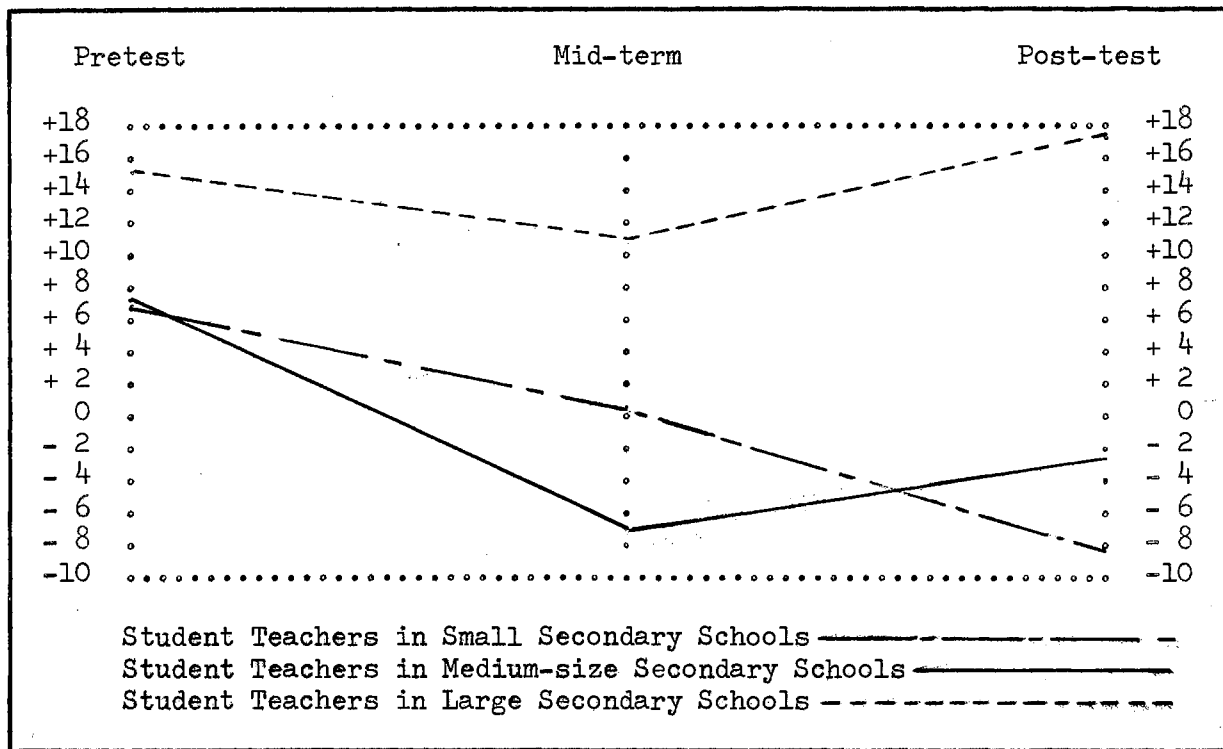 Pretest Mid-term Post-test
+18 +18
+16 +16
+14 +14
+12 +12
+10 +10
+ 8 + 8
+ 6 + 6
+ 4 + 4
+ 2 + 2
0 0
- 2 - 2
- 4 - 4
- 6 - 6
- 8 - 8
-10 -10
Student Teachers in Small Secondary Schools
Student Teachers in Medium-size Secondary Schools
Student Teachers in Large Secondary Schools